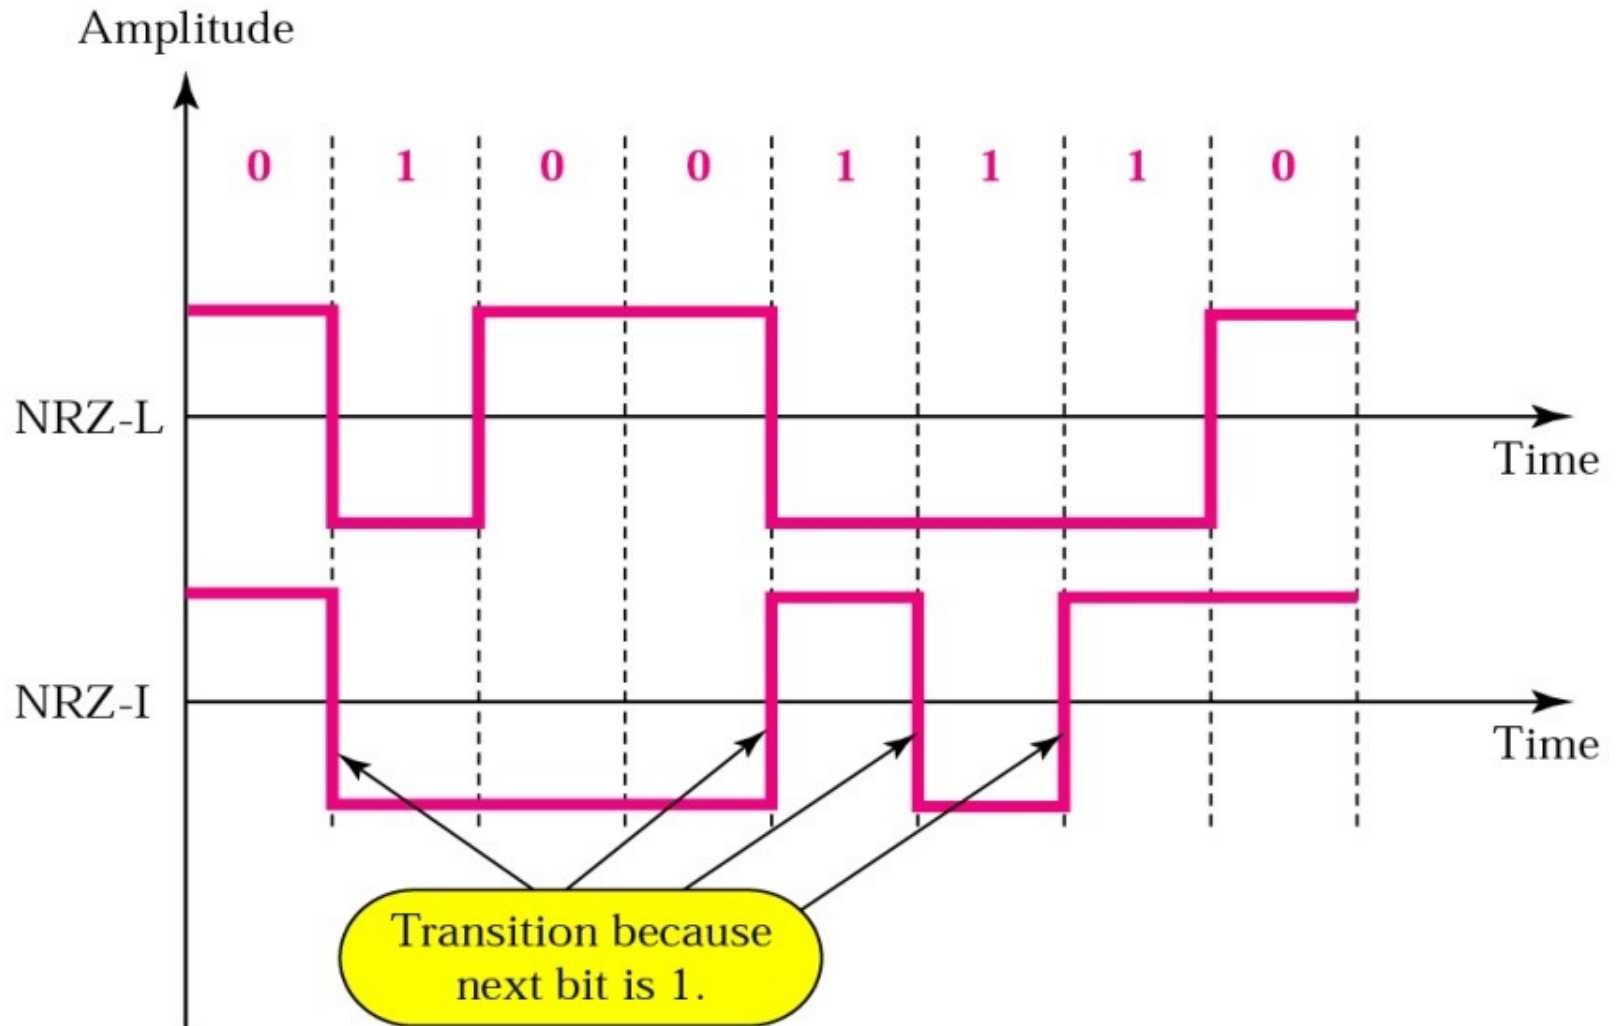 Amplitude
0 1 0 0 1 1 1 0
NRZ-L
Time
NRZ-I
Time
Transition because
next bit is 1.